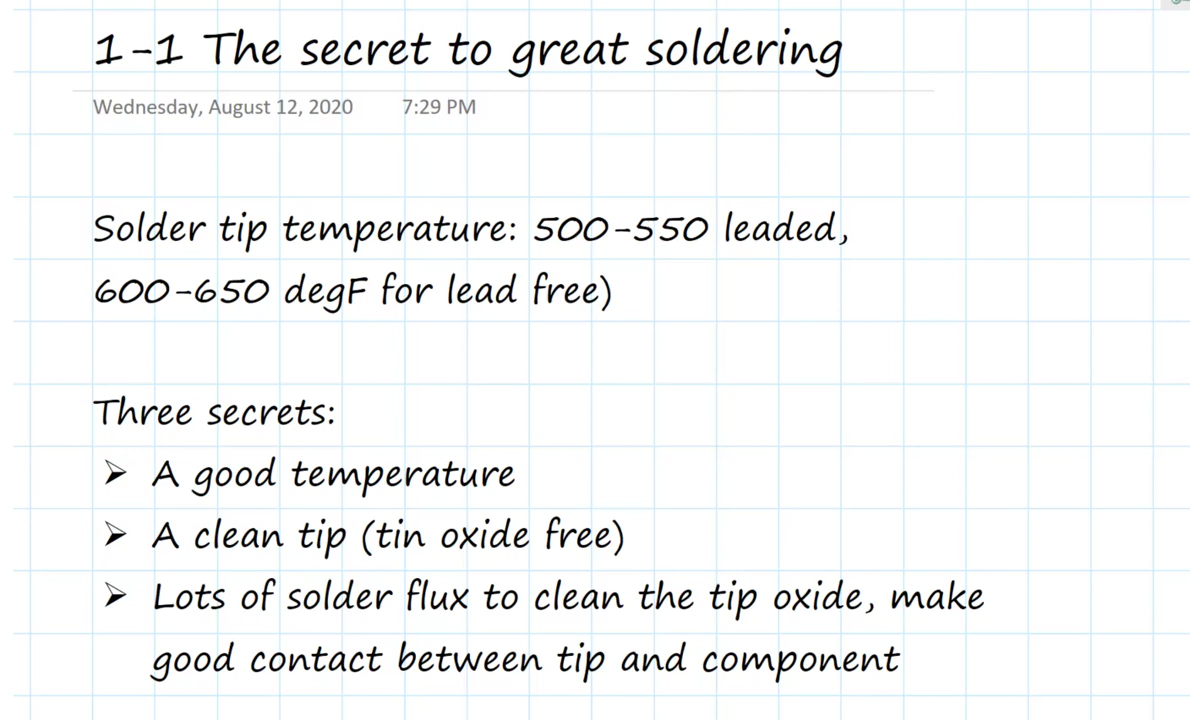 1-1 The secret to great soldering
Wednesday, August 12, 2020 7:29 PM
Solder tip temperature: 500-550 leaded,
600-650 degF for lead free)
Three secrets:
➢ A good temperature
➢ A clean tip (tin oxide free)
➢ Lots of solder flux to clean the tip oxide, make
good contact between tip and component